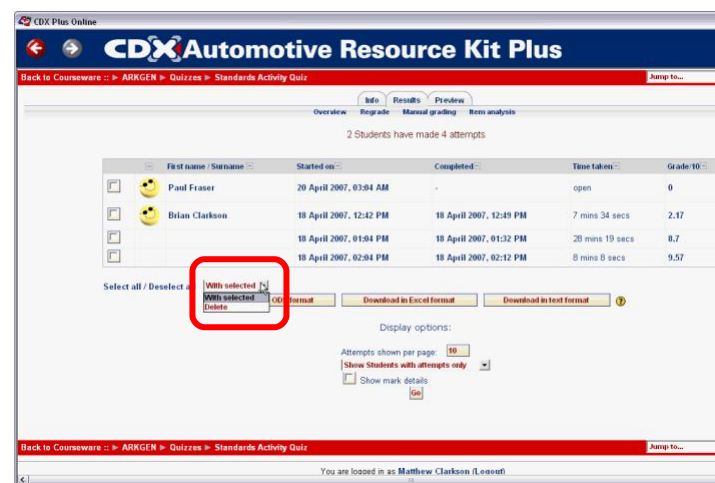 CDX Plus Online
CDX Automotive Resource Kit Plus
Back to Courseware :: ► ARKGEN ► Quizzes ► Standards Activity Quiz
Jump to...
Info Results Preview
Overview Regrade Manual grading Item analysis
2 Students have made 4 attempts
First name / Surname Started on Completed Time taken Grade/10
Paul Fraser 20 April 2007, 03:04 AM - open 0
Brian Clarkson 18 April 2007, 12:42 PM 18 April 2007, 12:49 PM 7 mins 34 secs 2.17
18 April 2007, 01:04 PM 18 April 2007, 01:32 PM 28 mins 19 secs 8.7
18 April 2007, 02:04 PM 18 April 2007, 02:12 PM 8 mins 8 secs 9.57
Select all / Deselect a With selected
With selected
Delete
OD format Download in Excel format Download in text format ?
Display options:
Attempts shown per page: 10
Show Students with attempts only
Show mark details
Go
Back to Courseware :: ► ARKGEN ► Quizzes ► Standards Activity Quiz
Jump to...
You are logged in as Matthew Clarkson (Logout)